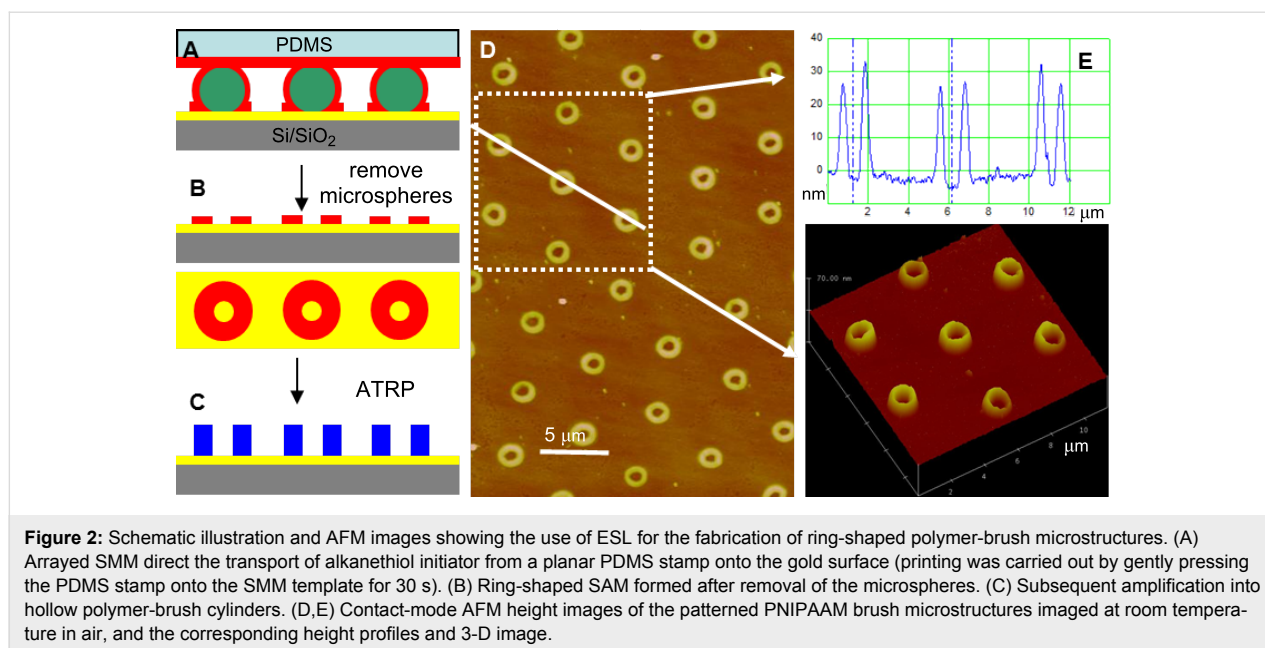 A
PDMS
Si/SiO2
remove
microspheres
B
ATRP
C
D
5 μm
E
40
30
20
10
0
nm
2
4
6
8
10
12
μm
70.00 nm
2
4
6
8
10
μm
Figure 2: Schematic illustration and AFM images showing the use of ESL for the fabrication of ring-shaped polymer-brush microstructures. (A)
Arrayed SMM direct the transport of alkanethiol initiator from a planar PDMS stamp onto the gold surface (printing was carried out by gently pressing
the PDMS stamp onto the SMM template for 30 s). (B) Ring-shaped SAM formed after removal of the microspheres. (C) Subsequent amplification into
hollow polymer-brush cylinders. (D,E) Contact-mode AFM height images of the patterned PNIPAAM brush microstructures imaged at room tempera-
ture in air, and the corresponding height profiles and 3-D image.